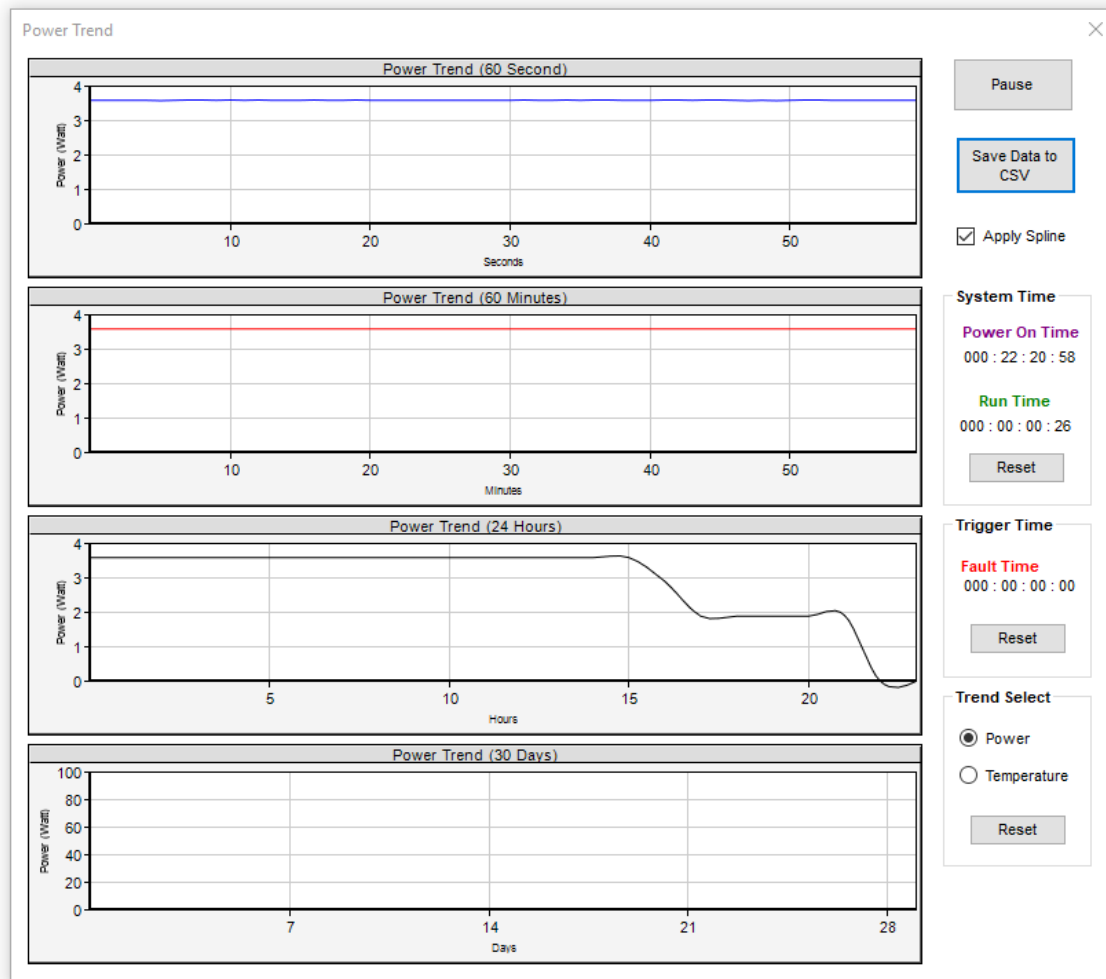 Power Trend
Power Trend (60 Second)
4
3
2
1
0
Power (Watt)
10 20 30 40 50
Seconds
Power Trend (60 Minutes)
4
3
2
1
0
Power (Watt)
10 20 30 40 50
Minutes
Power Trend (24 Hours)
4
3
2
1
0
Power (Watt)
5 10 15 20
Hours
Power Trend (30 Days)
100
80
60
40
20
0
Power (Watt)
7 14 21 28
Days
Pause
Save Data to
CSV
Apply Spline
System Time
Power On Time
000 : 22 : 20 : 58
Run Time
000 : 00 : 00 : 26
Reset
Trigger Time
Fault Time
000 : 00 : 00 : 00
Reset
Trend Select
Power
Temperature
Reset